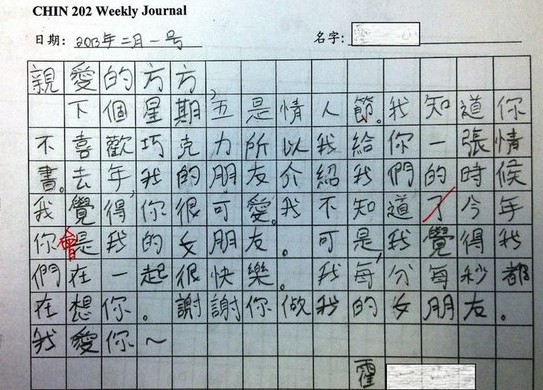 CHIN 202 Weekly Journal
日期: 2013年二月一号 名字:
親愛的方方,
下個星期五是情人節。我知道你
不喜歡巧克力所以我給你一張情
書。去年,我的朋友介紹我們的時候
我覺得你很可愛。我不知道了今年
你會是我的女朋友。可是,我覺得我
們在一起很快樂。我每分每秒都
在想你。謝謝你做我的女朋友。
我愛你~
霍